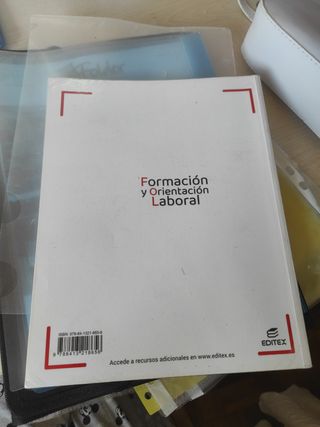 Formación
y Orientación
Laboral
EDITEX
Accede a recursos adicionales en www.editex.es